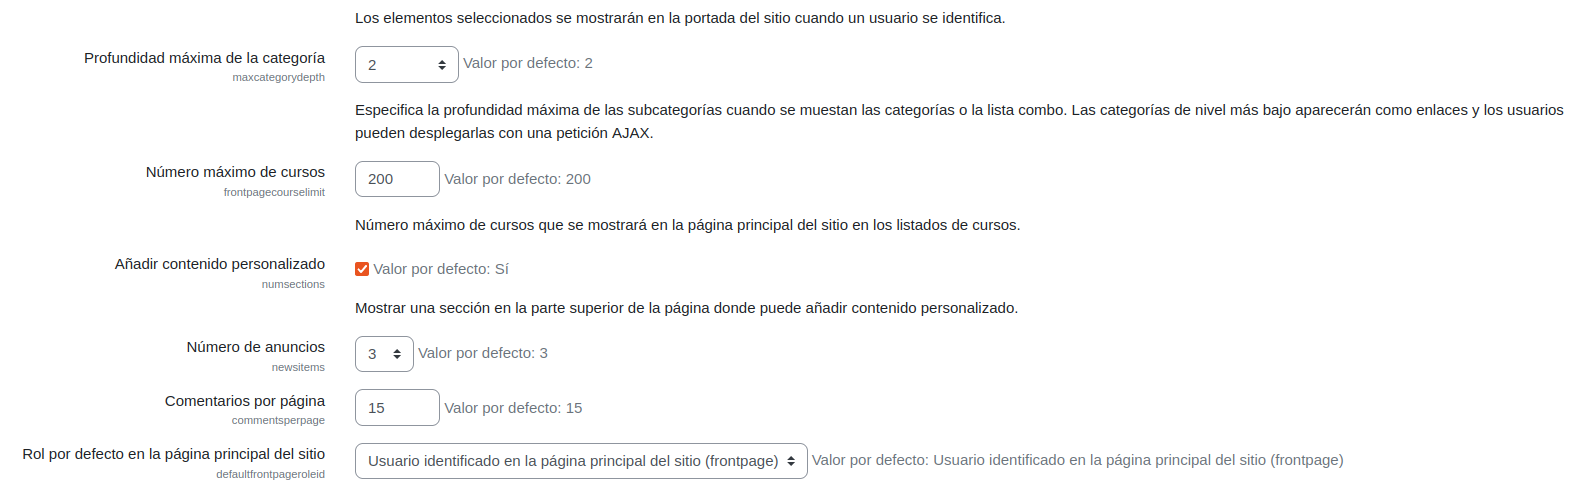 Los elementos seleccionados se mostrarán en la portada del sitio cuando un usuario se identifica.
Profundidad máxima de la categoría
maxcategorydepth
2
Valor por defecto: 2
Especifica la profundidad máxima de las subcategorías cuando se muestan las categorías o la lista combo. Las categorías de nivel más bajo aparecerán como enlaces y los usuarios
pueden desplegarlas con una petición AJAX.
Número máximo de cursos
frontpagecourselimit
200
Valor por defecto: 200
Número máximo de cursos que se mostrará en la página principal del sitio en los listados de cursos.
Añadir contenido personalizado
numsections
Valor por defecto: Sí
Mostrar una sección en la parte superior de la página donde puede añadir contenido personalizado.
Número de anuncios
newsitems
3
Valor por defecto: 3
Comentarios por página
commentsperpage
15
Valor por defecto: 15
Rol por defecto en la página principal del sitio
defaultfrontpageroleid
Usuario identificado en la página principal del sitio (frontpage)
Valor por defecto: Usuario identificado en la página principal del sitio (frontpage)